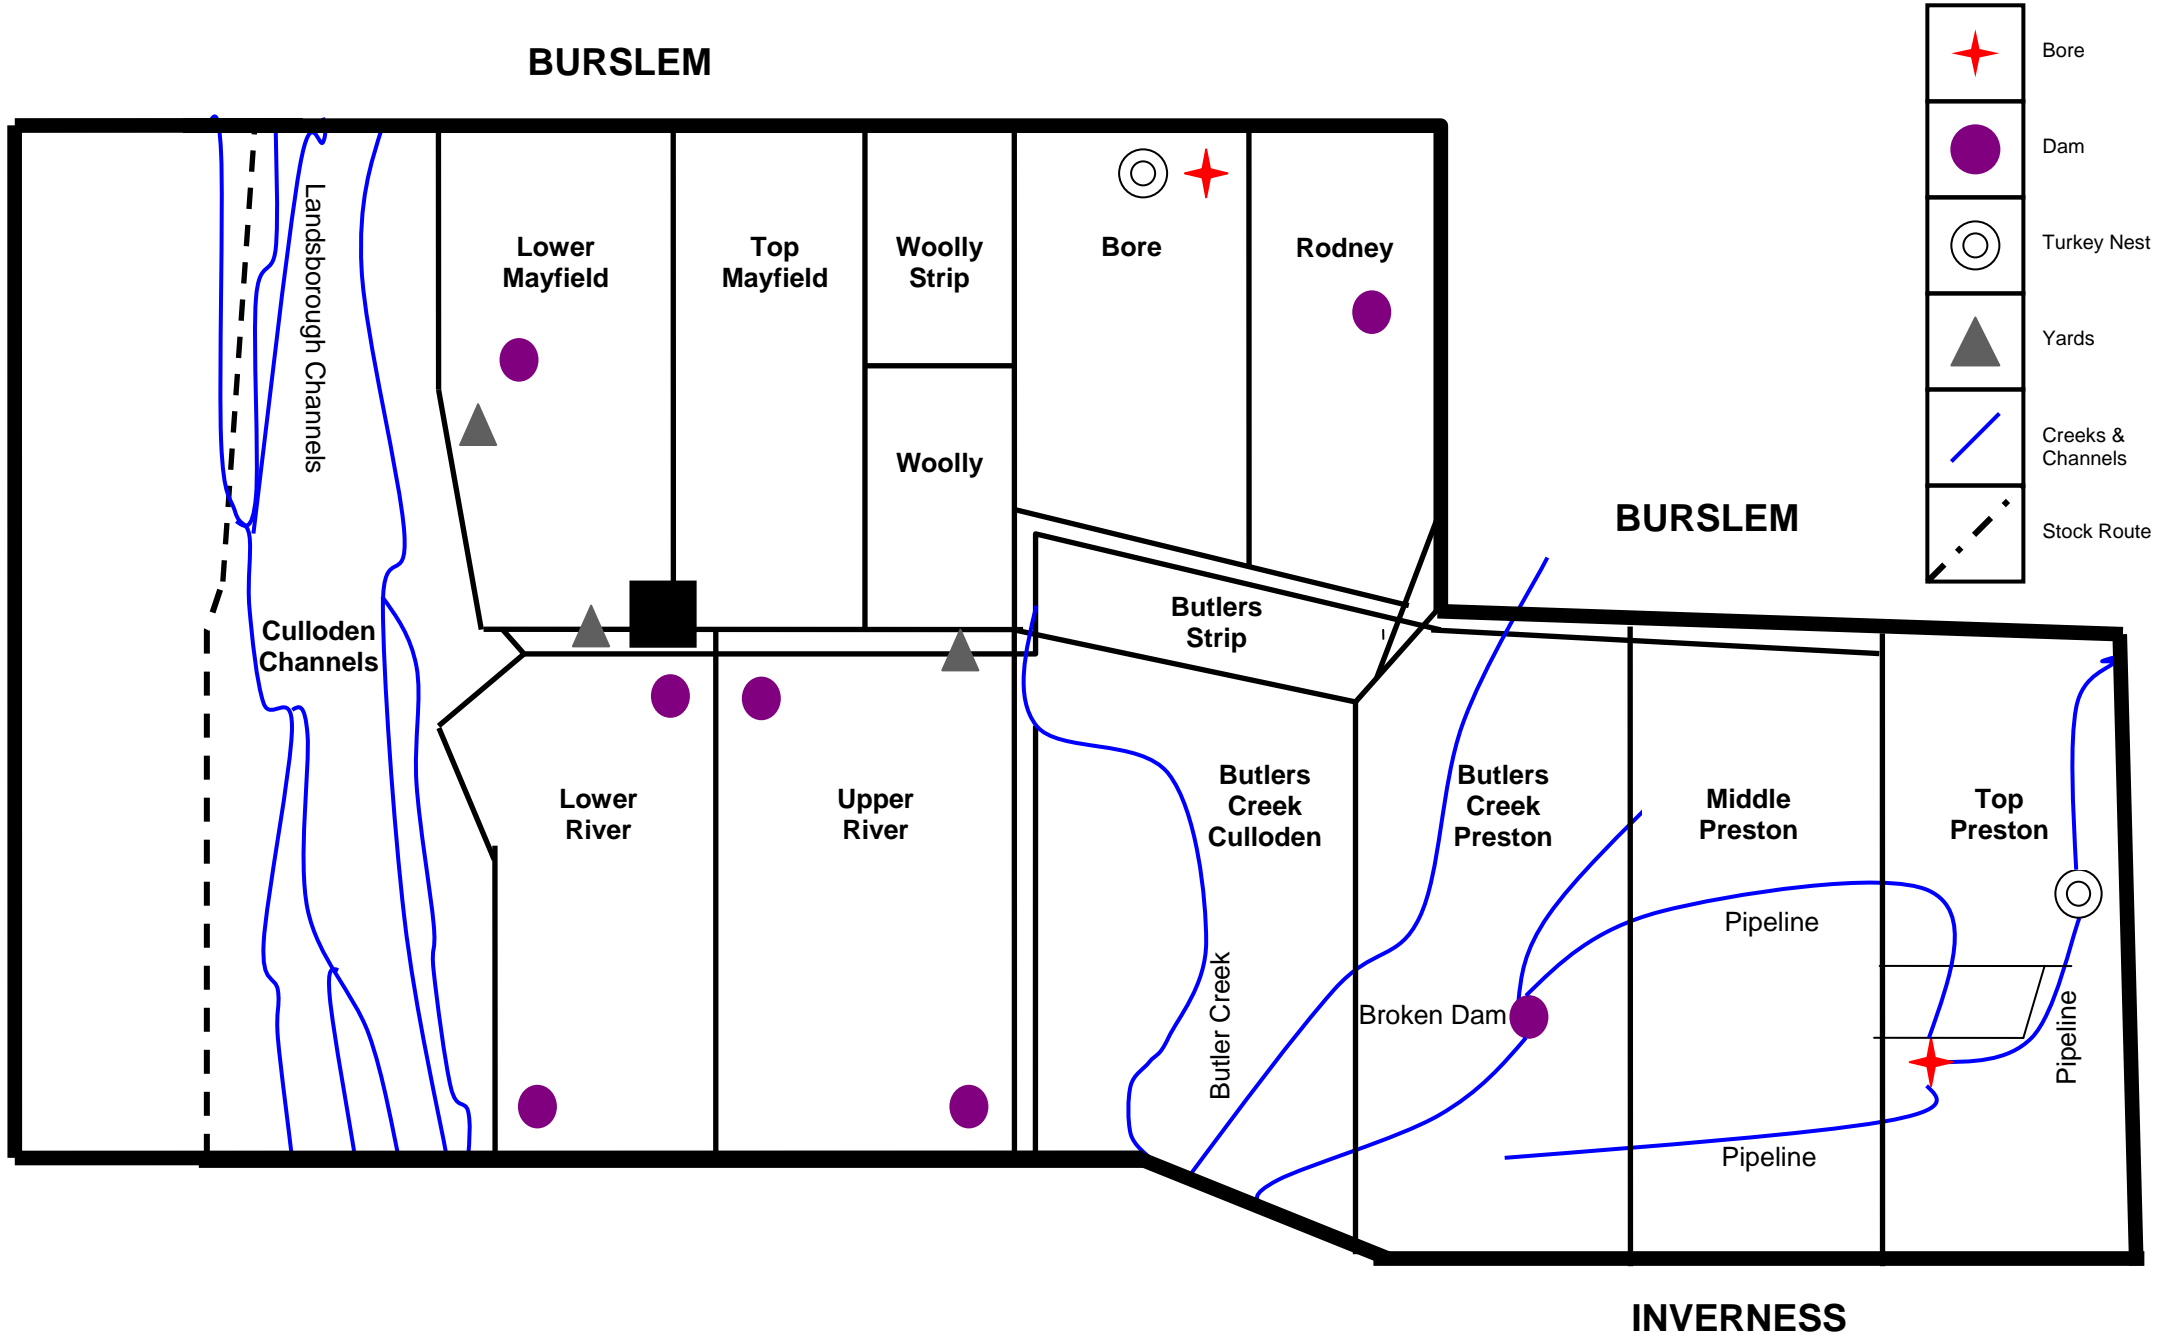 BURSLEM
Bore
Dam
Turkey Nest
Yards
Creeks &
Channels
Stock Route
Landsborough Channels
Lower
Mayfield
Top
Mayfield
Woolly
Strip
Bore
Rodney
Woolly
BURSLEM
Culloden
Channels
Butlers
Strip
Lower
River
Upper
River
Butlers
Creek
Culloden
Butlers
Creek
Preston
Middle
Preston
Top
Preston
Pipeline
Butler Creek
Broken Dam
Pipeline
Pipeline
INVERNESS